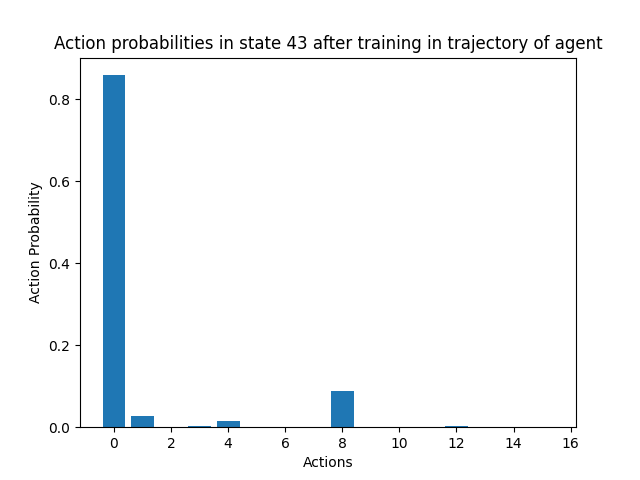 Action probabilities in state 43 after training in trajectory of agent
Action Probability
0.8
0.6
0.4
0.2
0.0
0 2 4 6 8 10 12 14 16
Actions